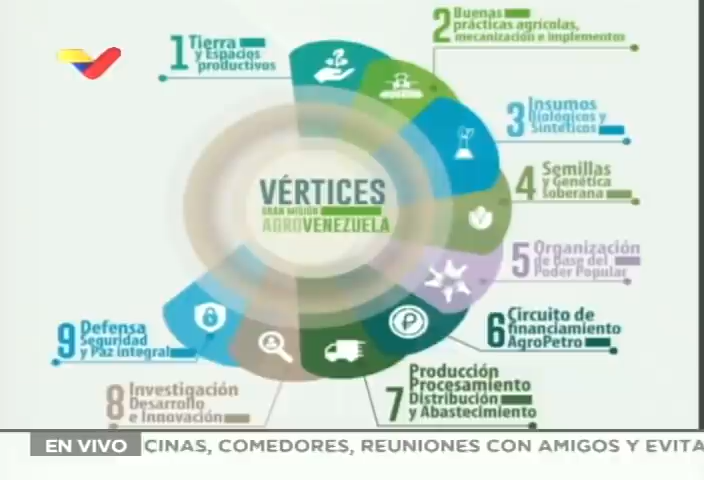 1 Tierra
y Espacios
productivos
2 Buenas
prácticas agrícolas,
mecanización e implementos
3 Insumos
Biológicos y
Sintéticos
4 Semillas
y Genética
Soberana
5 Organización
de Base del
Poder Popular
6 Circuito de
financiamiento
AgroPetro
7 Producción
Procesamiento
Distribución
y Abastecimiento
8 Investigación
Desarrollo
e Innovación
9 Defensa
Seguridad
y Paz integral
VÉRTICES
GRAN MISIÓN
AGROVENEZUELA
EN VIVO CINAS, COMEDORES, REUNIONES CON AMIGOS Y EVITA